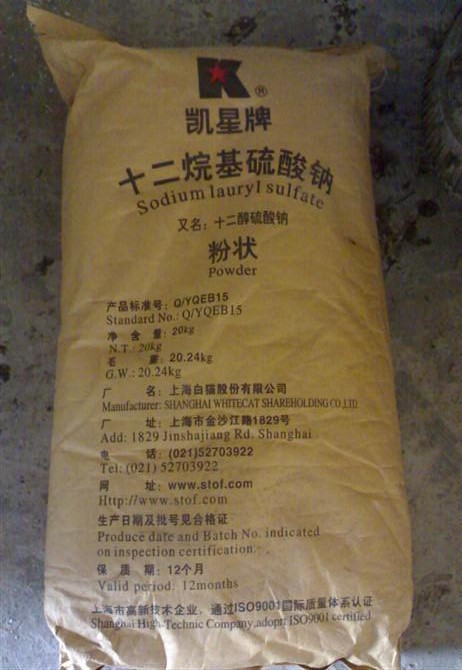 K ®
凯星牌
十二烷基硫酸钠
Sodium lauryl sulfate
又名：十二醇硫酸钠
粉状
Powder
产品标准号：Q/YQEB15
Standard No.: Q/YQEB15
净 含 量：20kg
N.T.: 20kg
毛 重：20.24kg
G.W.: 20.24kg
厂 名：上海白猫股份有限公司
Manufacturer: SHANGHAI WHITECAT SHAREHOLDING CO.,LTD.
厂 址：上海市金沙江路1829号
Add: 1829 Jinshajiang Rd. Shanghai
电 话：(021)52703922
Tel: (021) 52703922
网 址：www.stof.com
Http://www.stof.com
生产日期及批号见合格证
Produce date and Batch No. indicated
on inspection certification.
保 质 期：12个月
Valid period: 12months
上海市高新技术企业，通过ISO9001国际质量体系认证
Shanghai High-Technic Company,adopt ISO9001 certified